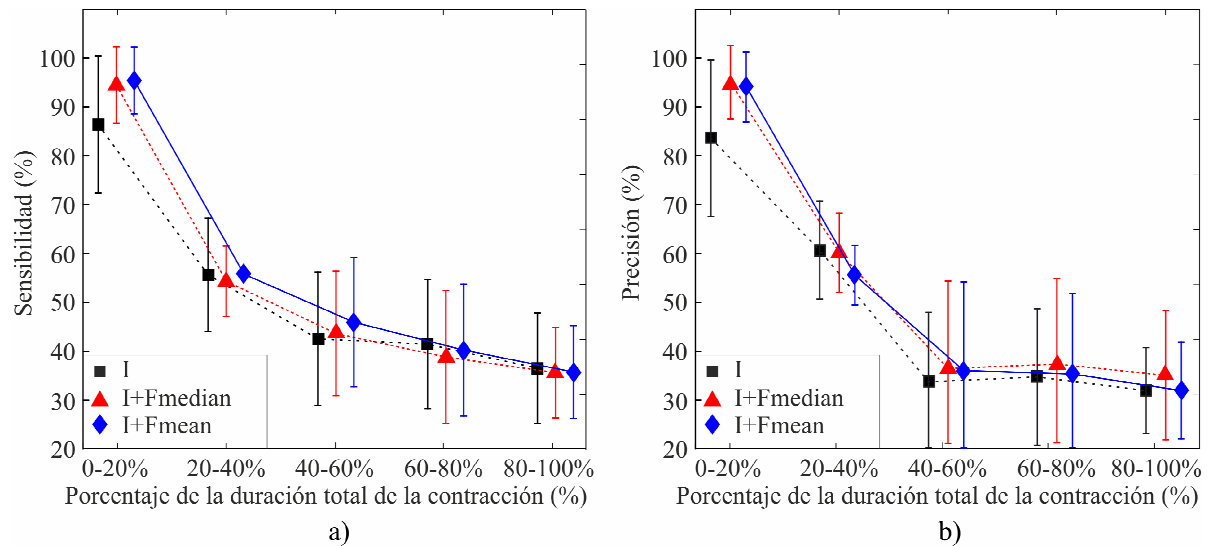 100
90
80
70
60
50
40
30
20
Sensibilidad (%)
I
I+Fmedian
I+Fmean
0-20% 20-40% 40-60% 60-80% 80-100%
Porcentaje de la duración total de la contracción (%)
a)
100
90
80
70
60
50
40
30
20
Precisión (%)
I
I+Fmedian
I+Fmean
0-20% 20-40% 40-60% 60-80% 80-100%
Porcentaje de la duración total de la contracción (%)
b)